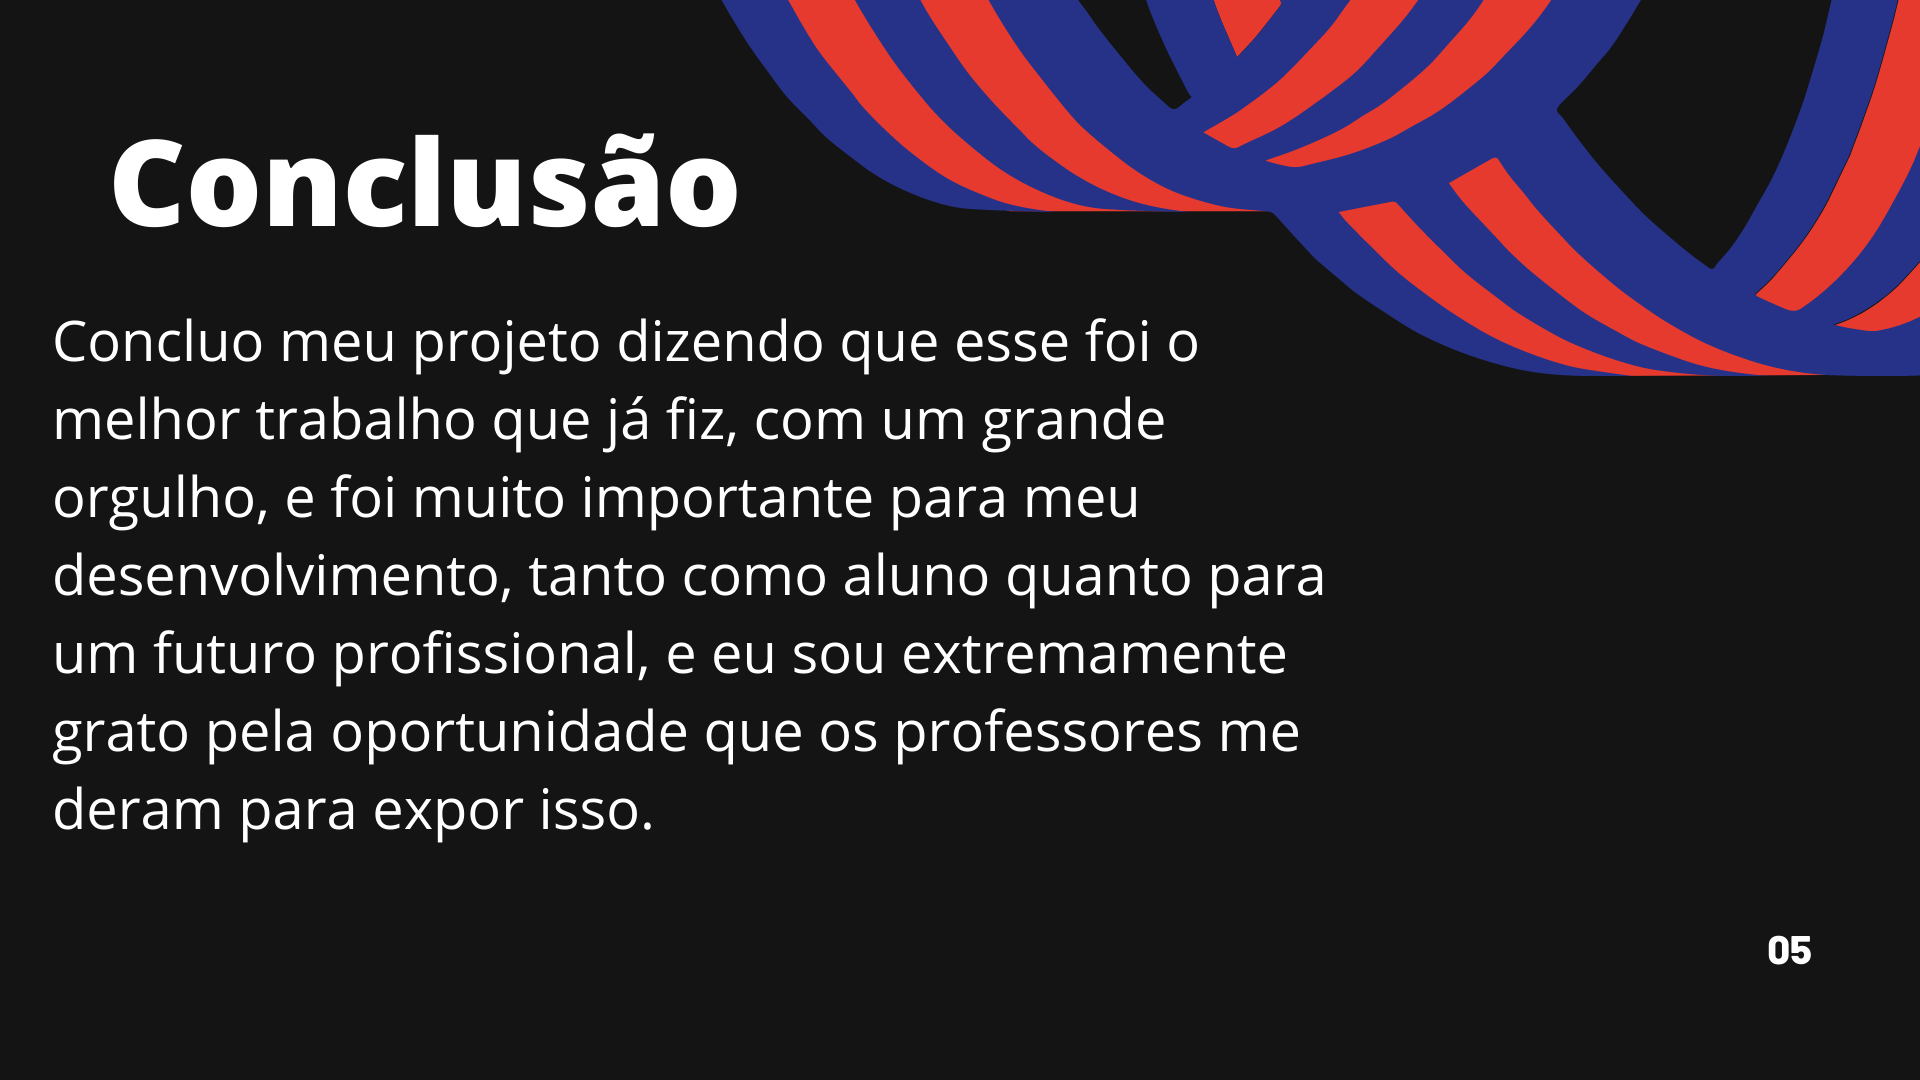 Conclusão
Concluo meu projeto dizendo que esse foi o
melhor trabalho que já fiz, com um grande
orgulho, e foi muito importante para meu
desenvolvimento, tanto como aluno quanto para
um futuro profissional, e eu sou extremamente
grato pela oportunidade que os professores me
deram para expor isso.
05